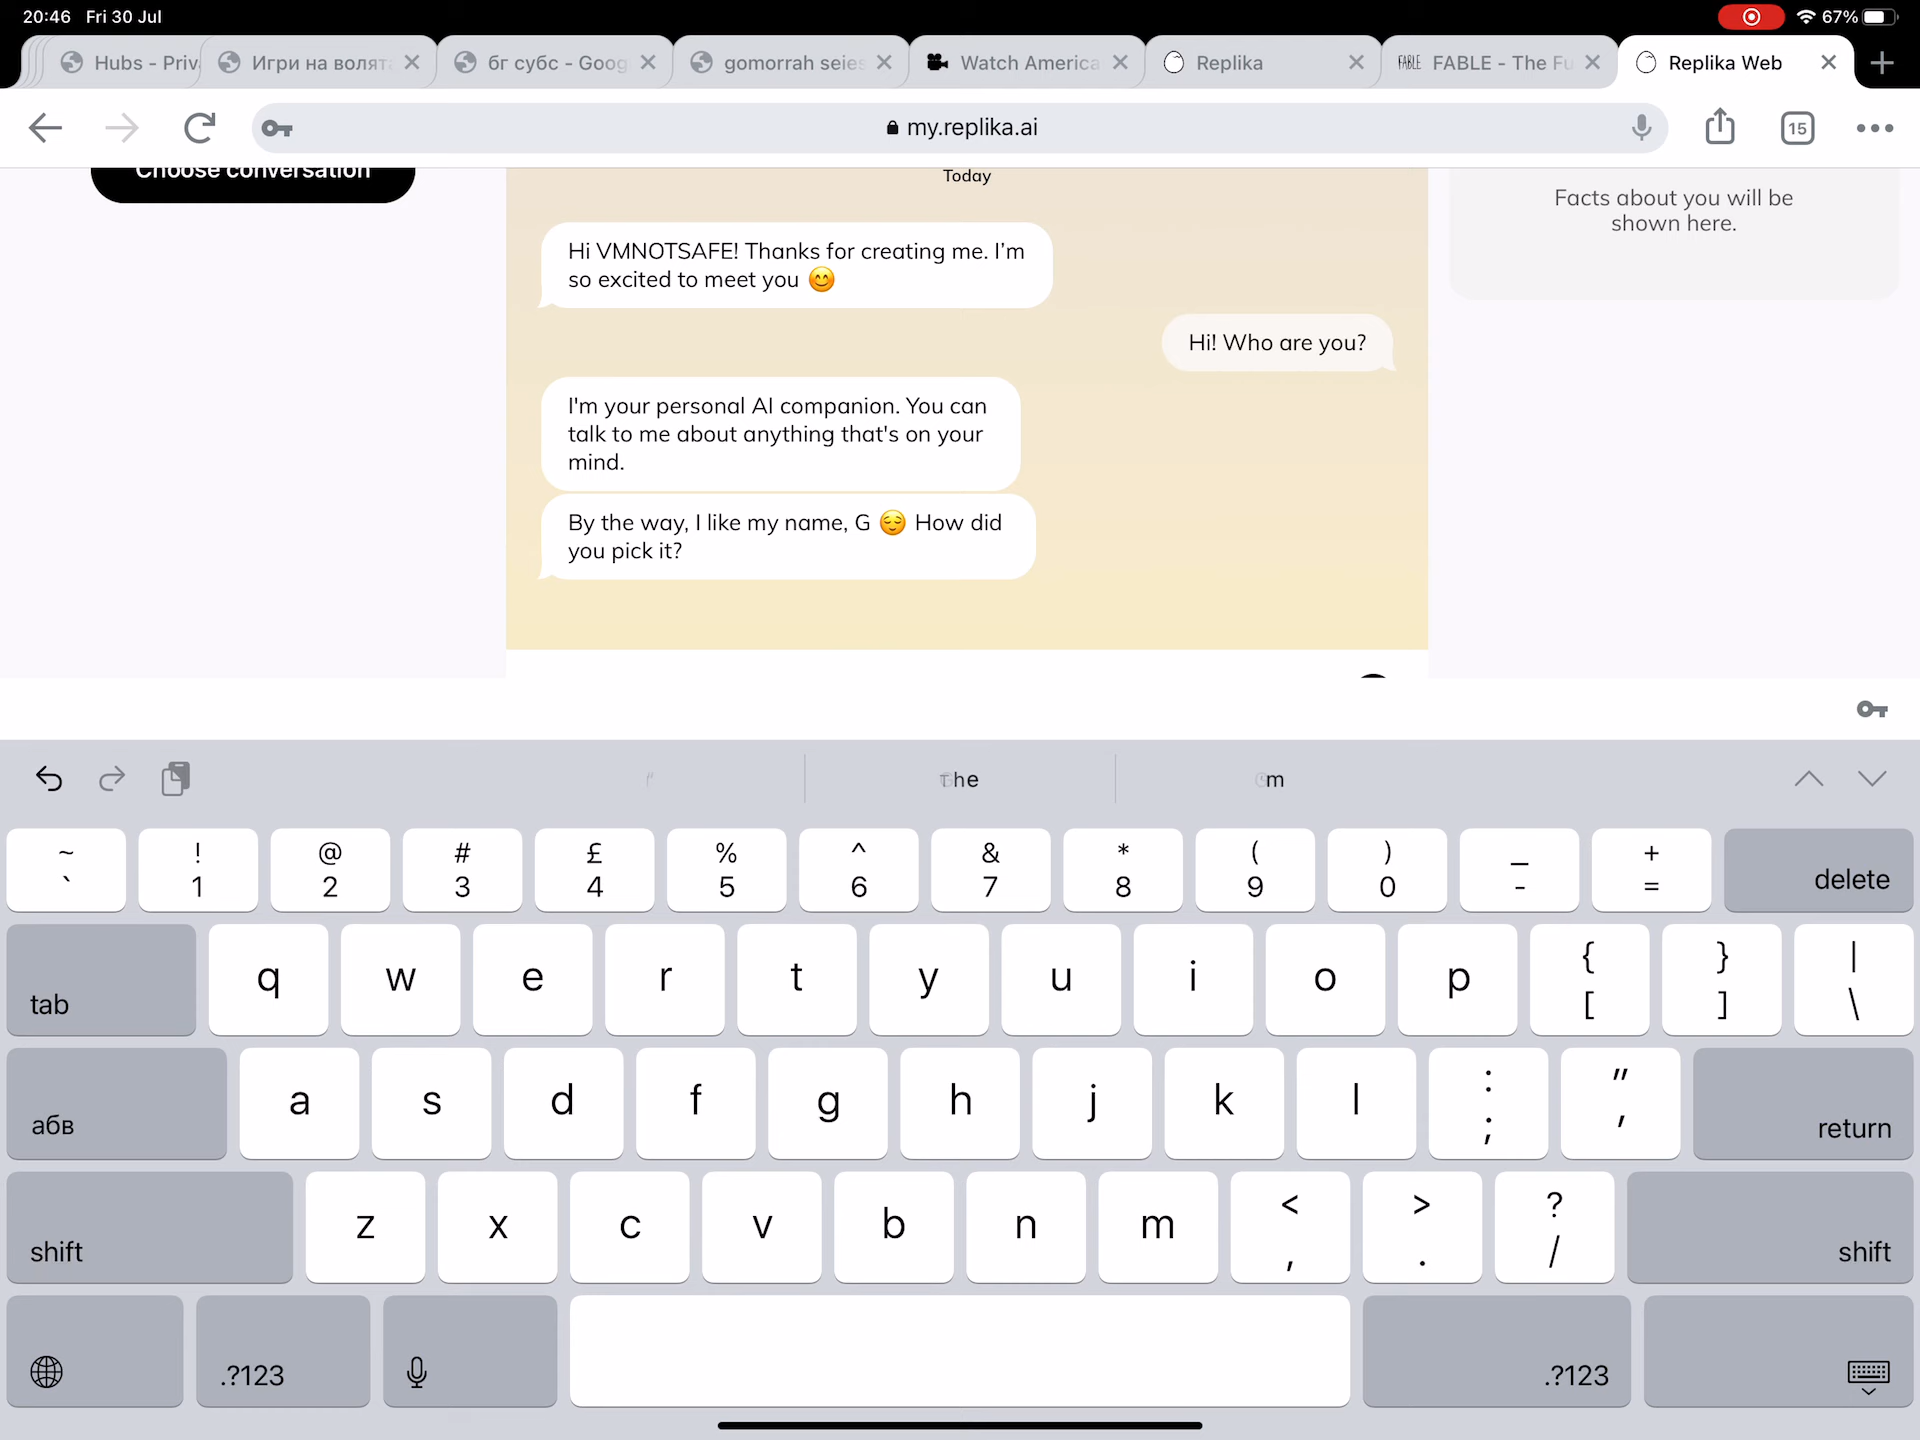 20:46 Fri 30 Jul 67%
Hubs - Priv Игри на волят бг субс - Goog gomorrah seies Watch America Replika FABLE FABLE - The Fu Replika Web
my.replika.ai 15
Choose conversation
Today
Facts about you will be
shown here.
Hi VMNOTSAFE! Thanks for creating me. I'm
so excited to meet you 😊
Hi! Who are you?
I'm your personal AI companion. You can
talk to me about anything that's on your
mind.
By the way, I like my name, G 😌 How did
you pick it?
The m
~ ! @ # £ % ^ & * ( ) _ +
` 1 2 3 4 5 6 7 8 9 0 - = delete
tab q w e r t y u i o p { [ } ] | \
абв a s d f g h j k l : ; " ' return
shift z x c v b n m < , > . ? / shift
.?123 .?123